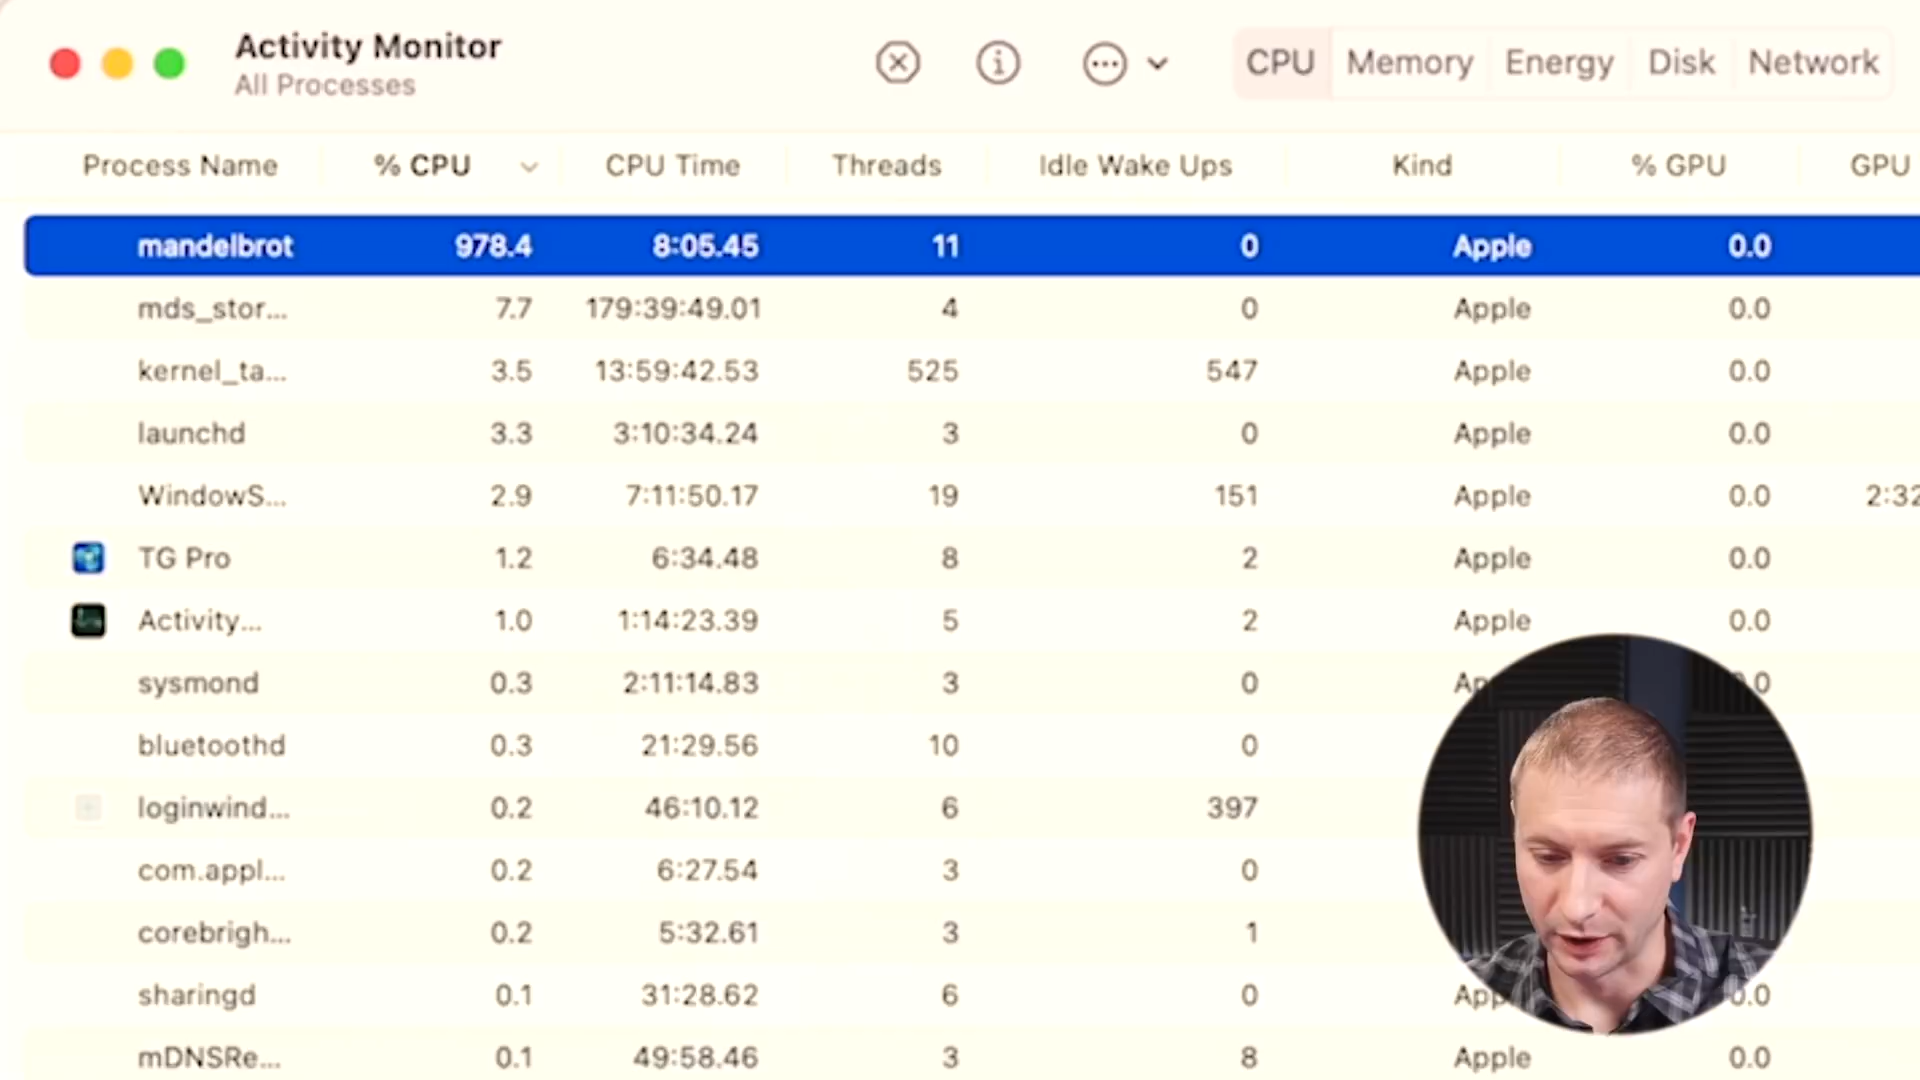 Activity Monitor
All Processes
CPU Memory Energy Disk Network
Process Name % CPU CPU Time Threads Idle Wake Ups Kind % GPU GPU
mandelbrot 978.4 8:05.45 11 0 Apple 0.0
mds_stor... 7.7 179:39:49.01 4 0 Apple 0.0
kernel_ta... 3.5 13:59:42.53 525 547 Apple 0.0
launchd 3.3 3:10:34.24 3 0 Apple 0.0
WindowS... 2.9 7:11:50.17 19 151 Apple 0.0 2:32
TG Pro 1.2 6:34.48 8 2 Apple 0.0
Activity... 1.0 1:14:23.39 5 2 Apple 0.0
sysmond 0.3 2:11:14.83 3 0 Ap .0
bluetoothd 0.3 21:29.56 10 0
loginwind... 0.2 46:10.12 6 397
com.appl... 0.2 6:27.54 3 0
corebrigh... 0.2 5:32.61 3 1
sharingd 0.1 31:28.62 6 0 App 0.0
mDNSRe... 0.1 49:58.46 3 8 Apple 0.0